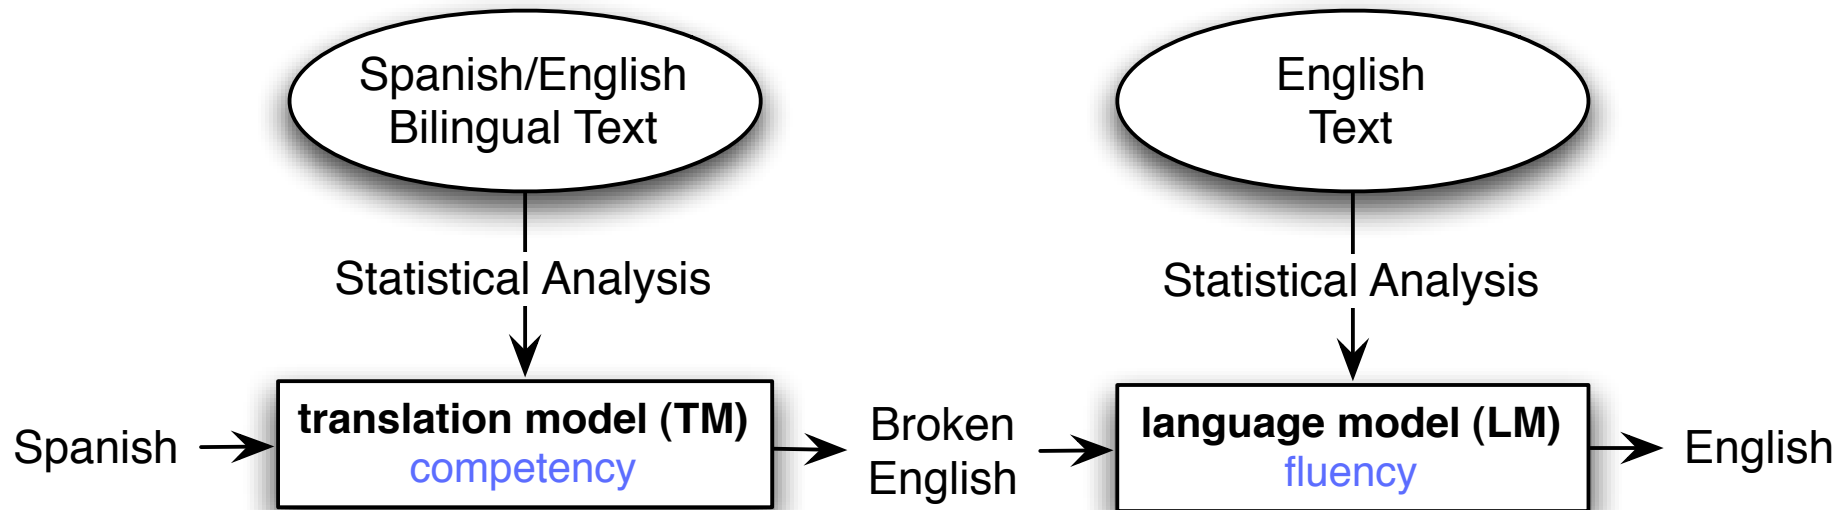 Spanish/English
Bilingual Text
English
Text
Statistical Analysis
Statistical Analysis
Spanish
translation model (TM)
competency
Broken
English
language model (LM)
fluency
English